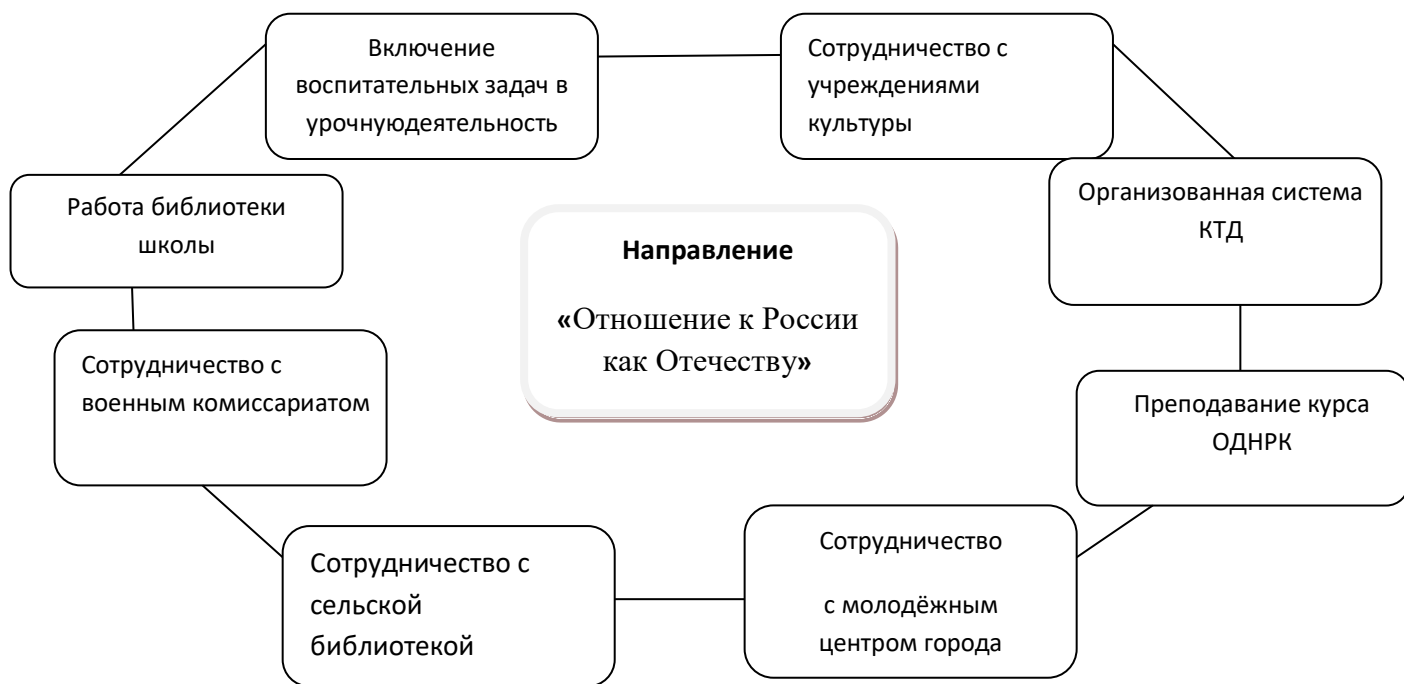 Включение
воспитательных задач в
урочнуюдеятельность
Сотрудничество с
учреждениями
культуры
Работа библиотеки
школы
Организованная система
КТД
Направление
«Отношение к России
как Отечеству»
Сотрудничество с
военным комиссариатом
Преподавание курса
ОДНРК
Сотрудничество с
сельской
библиотекой
Сотрудничество
с молодёжным
центром города